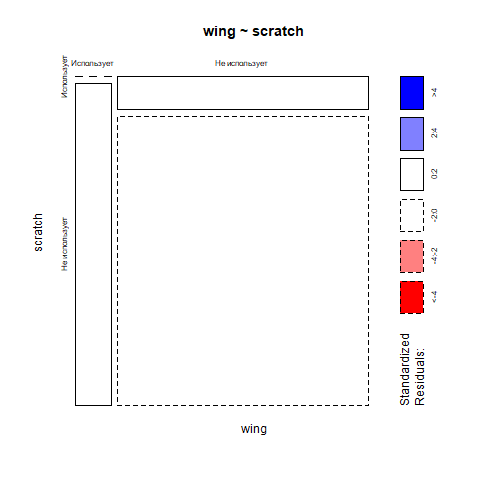 wing ~ scratch
Использует
Не использует
Использует
Не использует
scratch
wing
>4
2:4
0:2
-2:0
-4:-2
<-4
Standardized
Residuals: